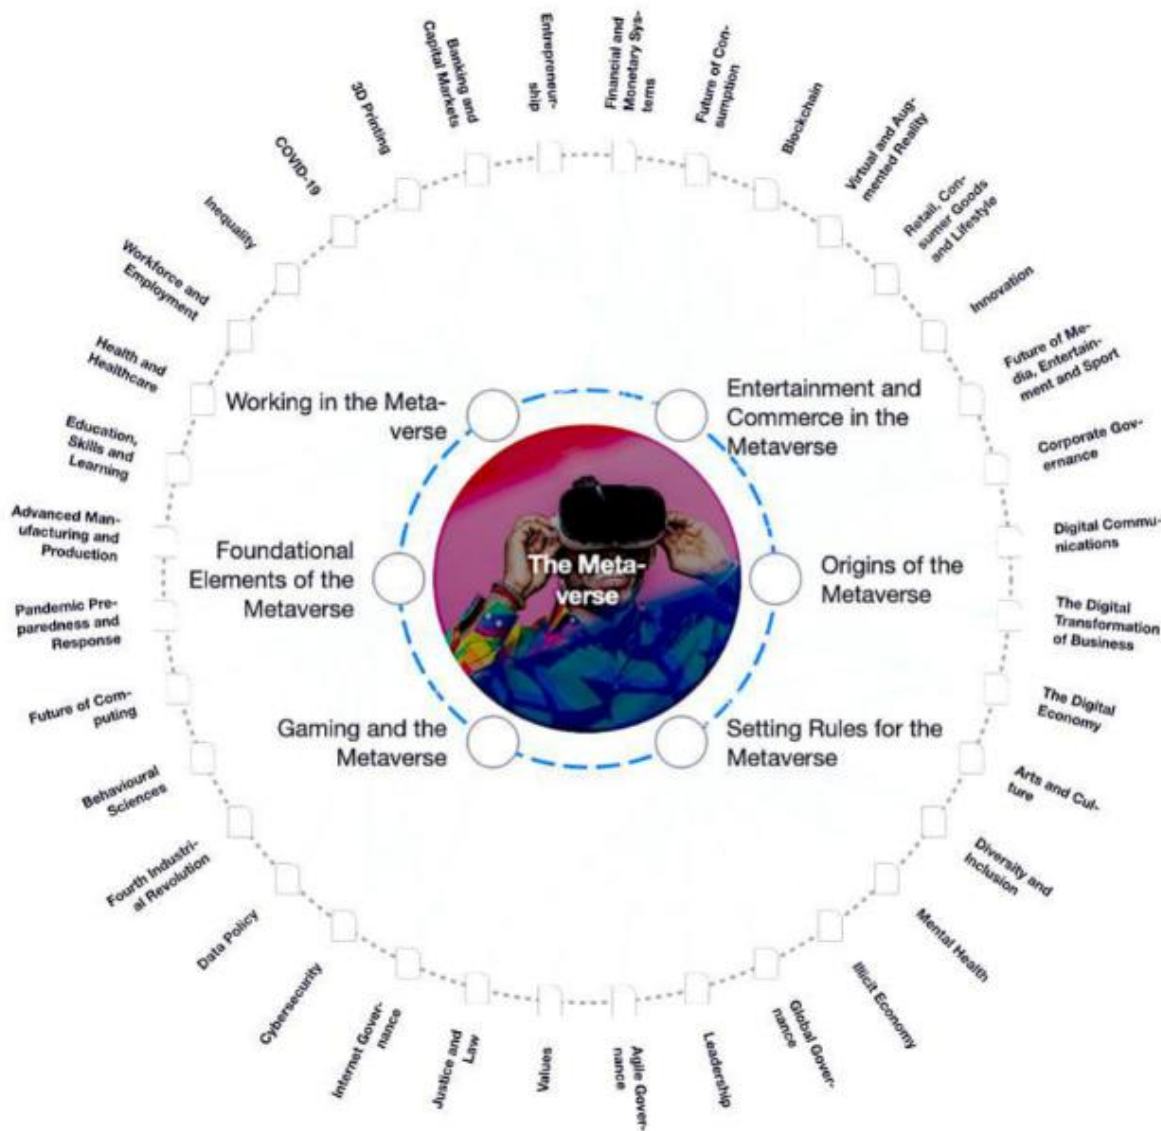 The Meta-
verse
Entertainment and
Commerce in the
Metaverse
Origins of the
Metaverse
Setting Rules for the
Metaverse
Gaming and the
Metaverse
Foundational
Elements of the
Metaverse
Working in the Meta-
verse
Financial and
Monetary Sys-
tems
Future of Con-
sumption
Blockchain
Virtual and Aug-
mented Reality
Retail, Con-
sumer Goods
and Lifestyle
Innovation
Future of Me-
dia, Entertain-
ment and Sport
Corporate Gov-
ernance
Digital Commu-
nications
The Digital
Transformation
of Business
The Digital
Economy
Arts and Cul-
ture
Diversity and
Inclusion
Mental Health
Illicit Economy
Global Gover-
nance
Leadership
Agile Gover-
nance
Values
Justice and
Law
Internet Gover-
nance
Cybersecurity
Data Policy
Fourth Industri-
al Revolution
Behavioural
Sciences
Future of Com-
puting
Pandemic Pre-
paredness and
Response
Advanced Man-
ufacturing and
Production
Education,
Skills and
Learning
Health and
Healthcare
Workforce and
Employment
Inequality
COVID-19
3D Printing
Banking and
Capital Markets
Entrepreneur-
ship